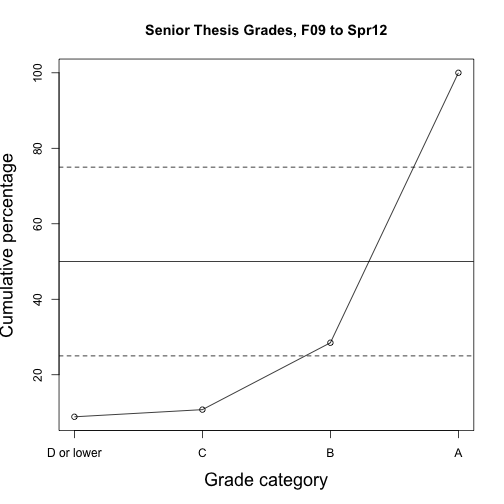 Senior Thesis Grades, F09 to Spr12
Cumulative percentage
100
80
60
40
20
D or lower
C
B
A
Grade category